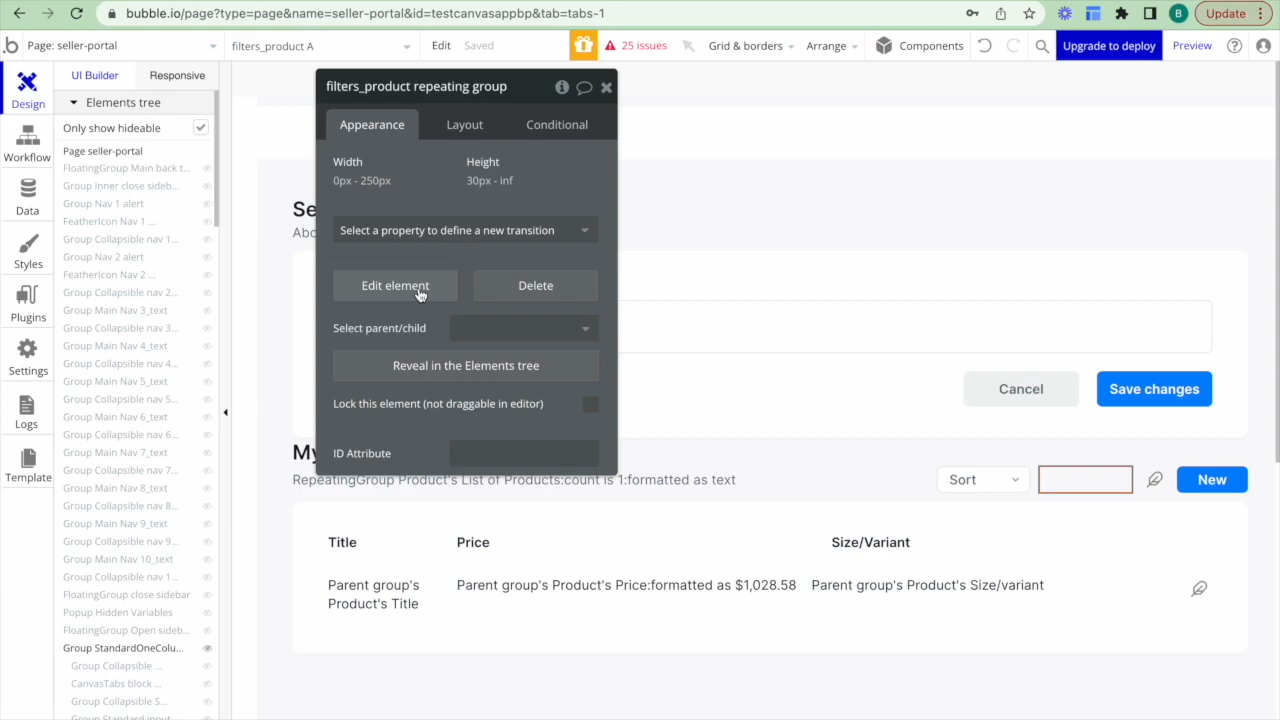 bubble.io/page?type=page&name=seller-portal&id=testcanvasappbp&tab=tabs-1
B
Update
b
Page: seller-portal
filters_product A
Edit
Saved
25 issues
Grid & borders
Arrange
Components
Upgrade to deploy
Preview
UI Builder
Responsive
Design
Workflow
Data
Styles
Plugins
Settings
Logs
Template
Elements tree
Only show hideable
Page seller-portal
FloatingGroup Main back t...
Group Inner close sideb...
Group Nav 1 alert
FeatherIcon Nav 1 ...
Group Collapsible nav 1...
Group Nav 2 alert
FeatherIcon Nav 2 ...
Group Collapsible nav 2...
Group Main Nav 3_text
Group Collapsible nav 3...
Group Main Nav 4_text
Group Collapsible nav 4...
Group Main Nav 5_text
Group Collapsible nav 5...
Group Main Nav 6_text
Group Collapsible nav 6...
Group Main Nav 7_text
Group Collapsible nav 7...
Group Main Nav 8_text
Group Collapsible nav 8...
Group Main Nav 9_text
Group Collapsible nav 9...
Group Main Nav 10_text
Group Collapsible nav 1...
FloatingGroup close sidebar
Popup Hidden Variables
FloatingGroup Open sideb...
Group StandardOneColu...
Group Collapsible ...
CanvasTabs block ...
Group Collapsible S...
Group Standard input
filters_product repeating group
Appearance
Layout
Conditional
Width
Height
0px - 250px
30px - inf
Select a property to define a new transition
Edit element
Delete
Select parent/child
Reveal in the Elements tree
Lock this element (not draggable in editor)
ID Attribute
Se
Abo
Cancel
Save changes
My
RepeatingGroup Product's List of Products:count is 1:formatted as text
Sort
New
Title
Price
Size/Variant
Parent group's
Product's Title
Parent group's Product's Price:formatted as $1,028.58
Parent group's Product's Size/variant